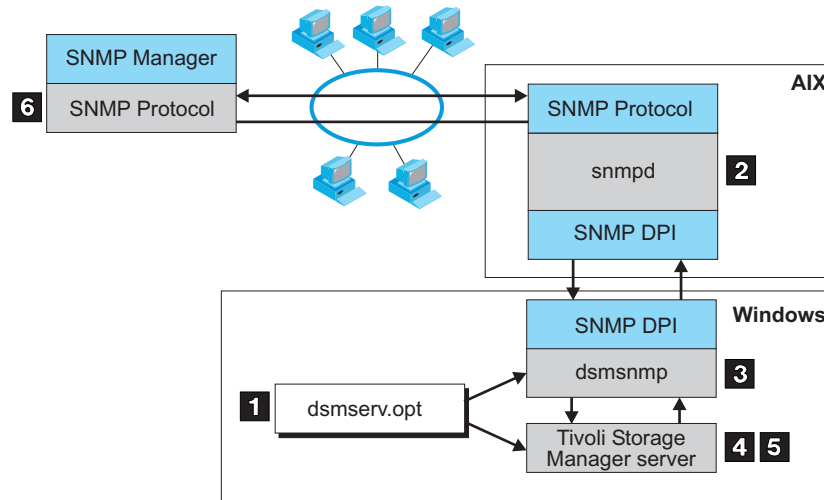 SNMP Manager
6
SNMP Protocol
AIX
SNMP Protocol
snmpd
2
SNMP DPI
Windows
SNMP DPI
dsmsnmp
3
1
dsmserv.opt
Tivoli Storage
Manager server
4 5